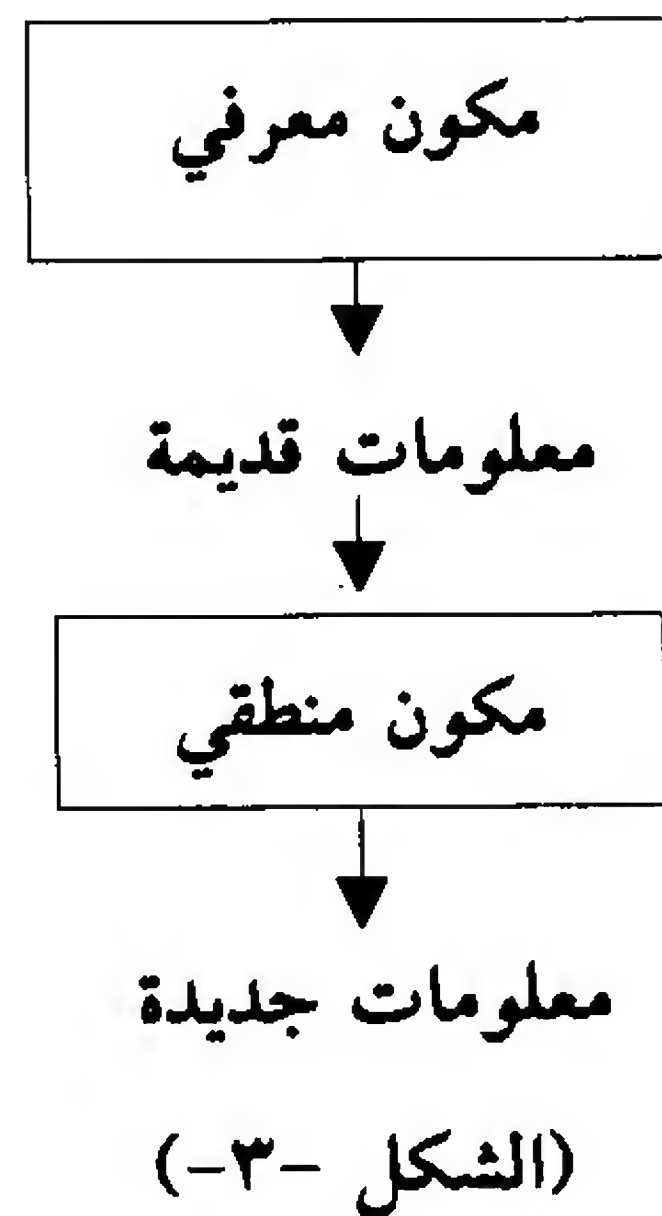 مكون معرفي
معلومات قديمة
مكون منطقي
معلومات جديدة
(الشكل -٣-)